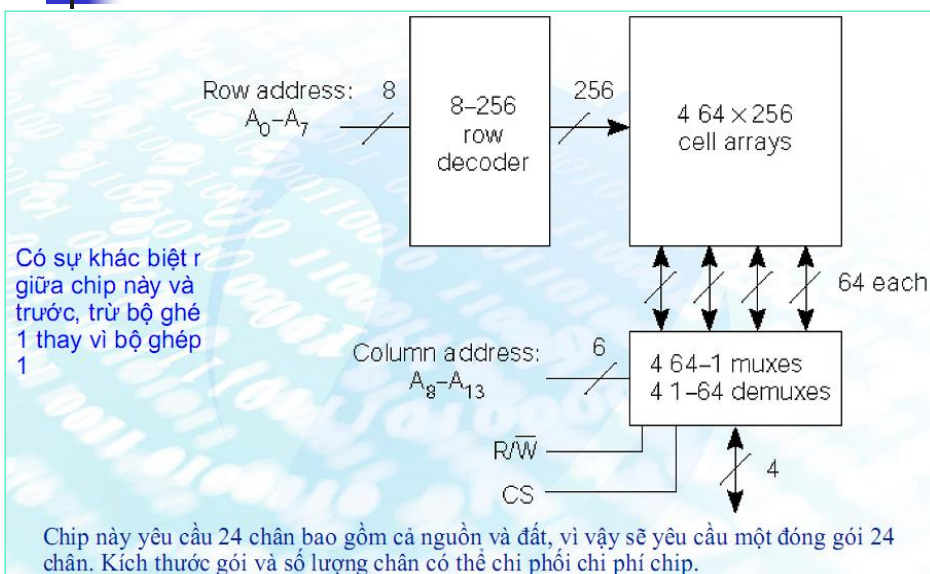 Row address:
A0–A7
8
8–256
row
decoder
256
4 64 × 256
cell arrays
64 each
Có sự khác biệt
giữa chip này và
trước, trừ bộ
1 thay vì bộ ghép
1
Column address:
A8–A13
6
4 64–1 muxes
4 1–64 demuxes
R/W̅
CS
4
Chip này yêu cầu 24 chân bao gồm cả nguồn và đất, vì vậy sẽ yêu cầu một đóng gói 24
chân. Kích thước gói và số lượng chân có thể chi phối chi phí chip.